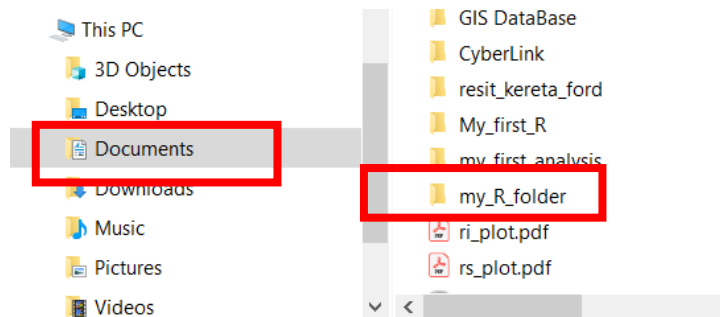 This PC
3D Objects
Desktop
Documents
Downloads
Music
Pictures
Videos
GIS DataBase
CyberLink
resit_kereta_ford
My_first_R
my_first_analysis
my_R_folder
ri_plot.pdf
rs_plot.pdf